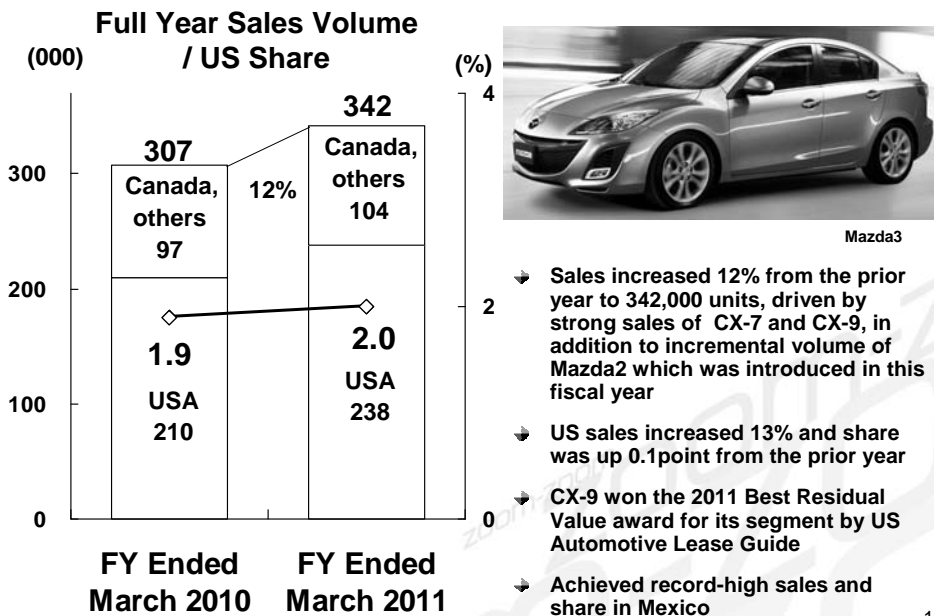 Full Year Sales Volume
/ US Share
(000)
(%)
4
2
0
300
200
100
0
307
Canada,
others
97
12%
342
Canada,
others
104
1.9
USA
210
2.0
USA
238
FY Ended
March 2010
FY Ended
March 2011
Mazda3
Sales increased 12% from the prior
year to 342,000 units, driven by
strong sales of CX-7 and CX-9, in
addition to incremental volume of
Mazda2 which was introduced in this
fiscal year
US sales increased 13% and share
was up 0.1point from the prior year
CX-9 won the 2011 Best Residual
Value award for its segment by US
Automotive Lease Guide
Achieved record-high sales and
share in Mexico